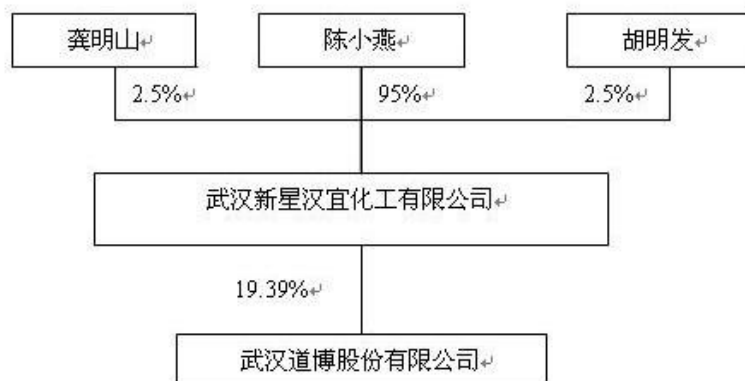 龚明山 陈小燕 胡明发
2.5% 95% 2.5%
武汉新星汉宜化工有限公司
19.39%
武汉道博股份有限公司